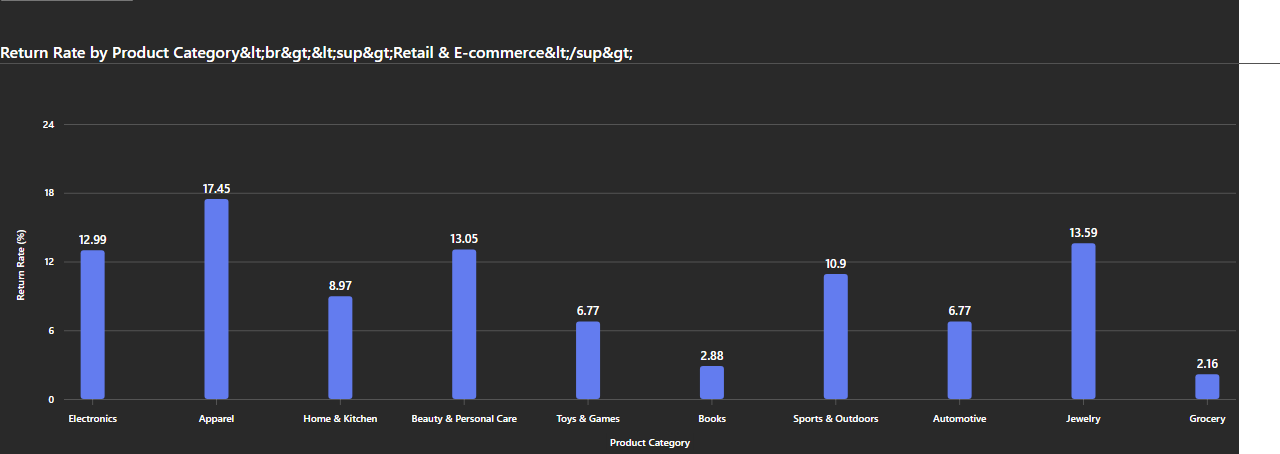 Return Rate by Product Category&lt;br&gt;&lt;sup&gt;Retail & E-commerce&lt;/sup&gt;
24
18
12
6
0
Return Rate (%)
12.99
17.45
8.97
13.05
6.77
2.88
10.9
6.77
13.59
2.16
Electronics
Apparel
Home & Kitchen
Beauty & Personal Care
Toys & Games
Books
Sports & Outdoors
Automotive
Jewelry
Grocery
Product Category